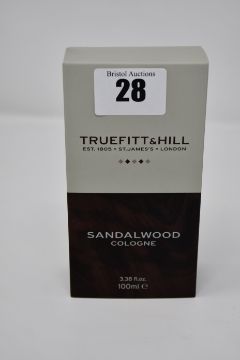 Bristol Auctions
28
TRUEFITT&HILL
EST. 1805 • ST.JAMES'S • LONDON
SANDALWOOD
COLOGNE
3.38 fl.oz.
100ml ℮